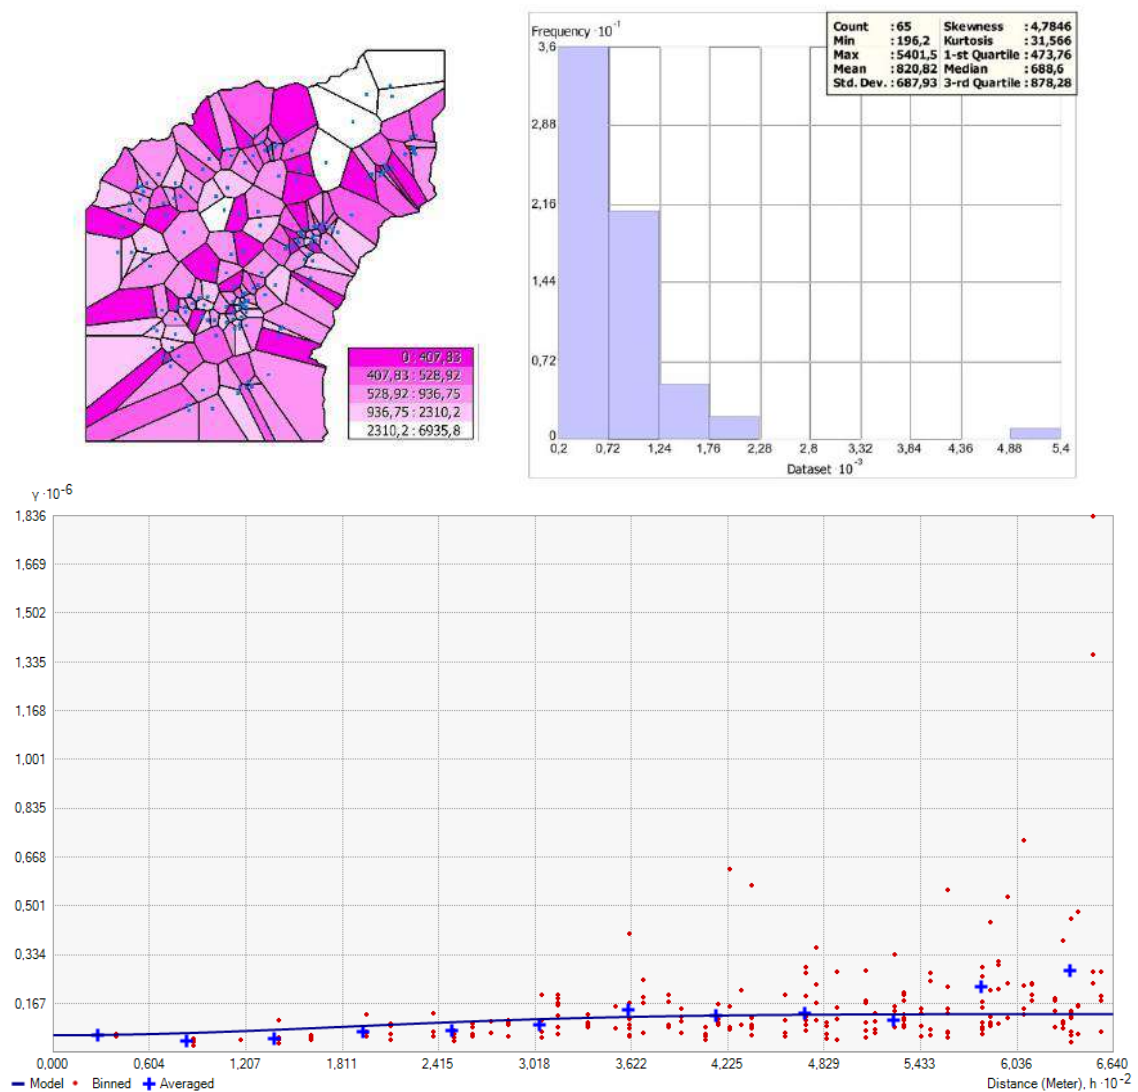 Frequency ·10⁻¹
Count : 65 Skewness : 4,7846
Min : 196,2 Kurtosis : 31,566
Max : 5401,5 1-st Quartile : 473,76
Mean : 820,82 Median : 688,6
Std. Dev. : 687,93 3-rd Quartile : 878,28
3,6
2,88
2,16
1,44
0,72
0
0,2 0,72 1,24 1,76 2,28 2,8 3,32 3,84 4,36 4,88 5,4
Dataset ·10⁻³
0 : 407,83
407,83 : 528,92
528,92 : 936,75
936,75 : 2310,2
2310,2 : 6935,8
γ ·10⁻⁶
1,836
1,669
1,502
1,335
1,168
1,001
0,835
0,668
0,501
0,334
0,167
0,000 0,604 1,207 1,811 2,415 3,018 3,622 4,225 4,829 5,433 6,036 6,640
Model Binned Averaged Distance (Meter), h ·10⁻²